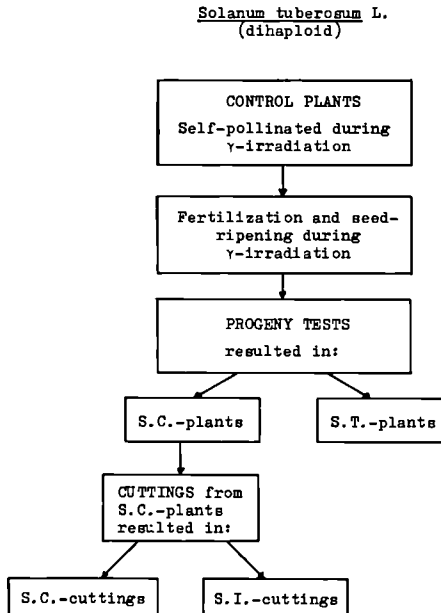 Solanum tuberosum L.
(dihaploid)
CONTROL PLANTS
Self-pollinated during
γ-irradiation
Fertilization and seed-
ripening during
γ-irradiation
PROGENY TESTS
resulted in:
S.C.-plants
S.T.-plants
CUTTINGS from
S.C.-plants
resulted in:
S.C.-cuttings
S.I.-cuttings